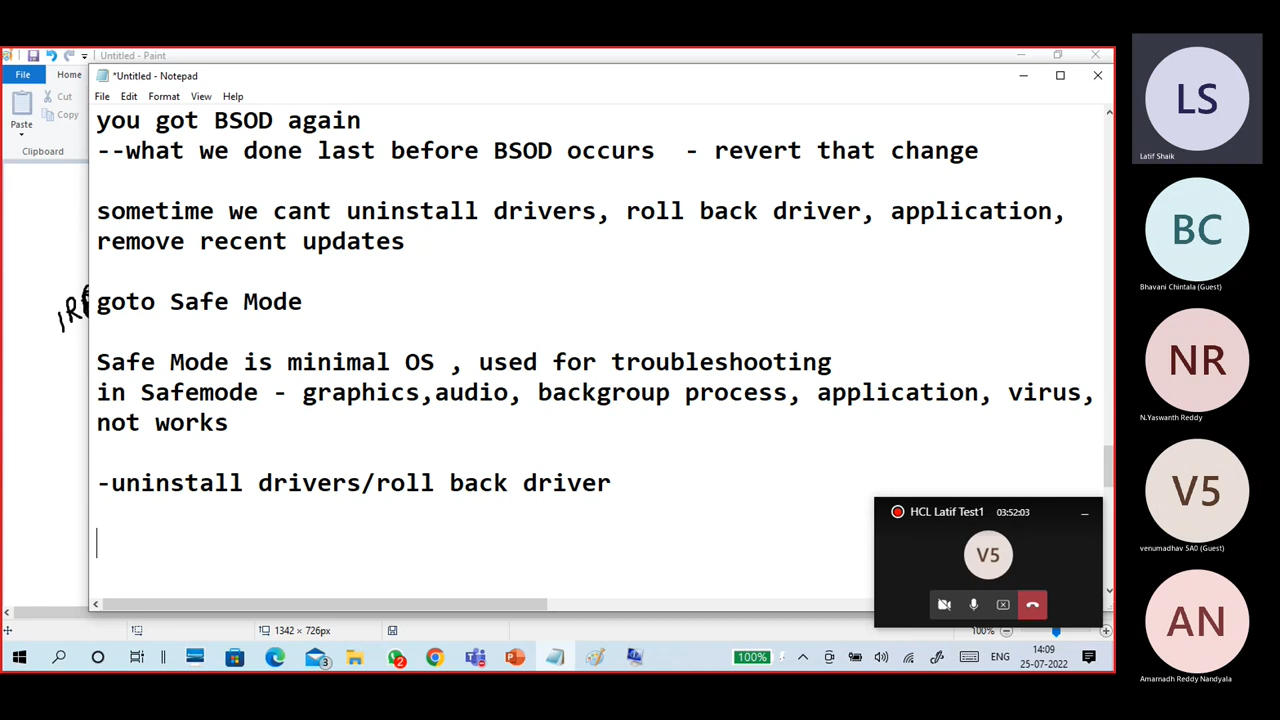 Untitled - Paint
*Untitled - Notepad
File
Home
File Edit Format View Help
Cut
Copy
Paste
Clipboard
you got BSOD again
--what we done last before BSOD occurs - revert that change
sometime we cant uninstall drivers, roll back driver, application,
remove recent updates
goto Safe Mode
Safe Mode is minimal OS , used for troubleshooting
in Safemode - graphics,audio, backgroup process, application, virus,
not works
-uninstall drivers/roll back driver
HCL Latif Test1 03:52:03
V5
1342 × 726px
100%
3
2
100%
ENG
14:09
25-07-2022
LS
Latif Shaik
BC
Bhavani Chintala (Guest)
NR
N.Yaswanth Reddy
V5
venumadhav 5A0 (Guest)
AN
Amarnadh Reddy Nandyala